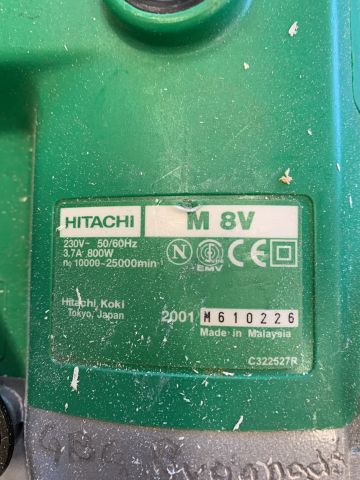 HITACHI M 8V
230V~ 50/60Hz
3.7A 800W
n₀ 10000-25000min⁻¹
N EMV CE
Hitachi Koki
Tokyo, Japan
2001 M610226
Made in Malaysia
C322527R